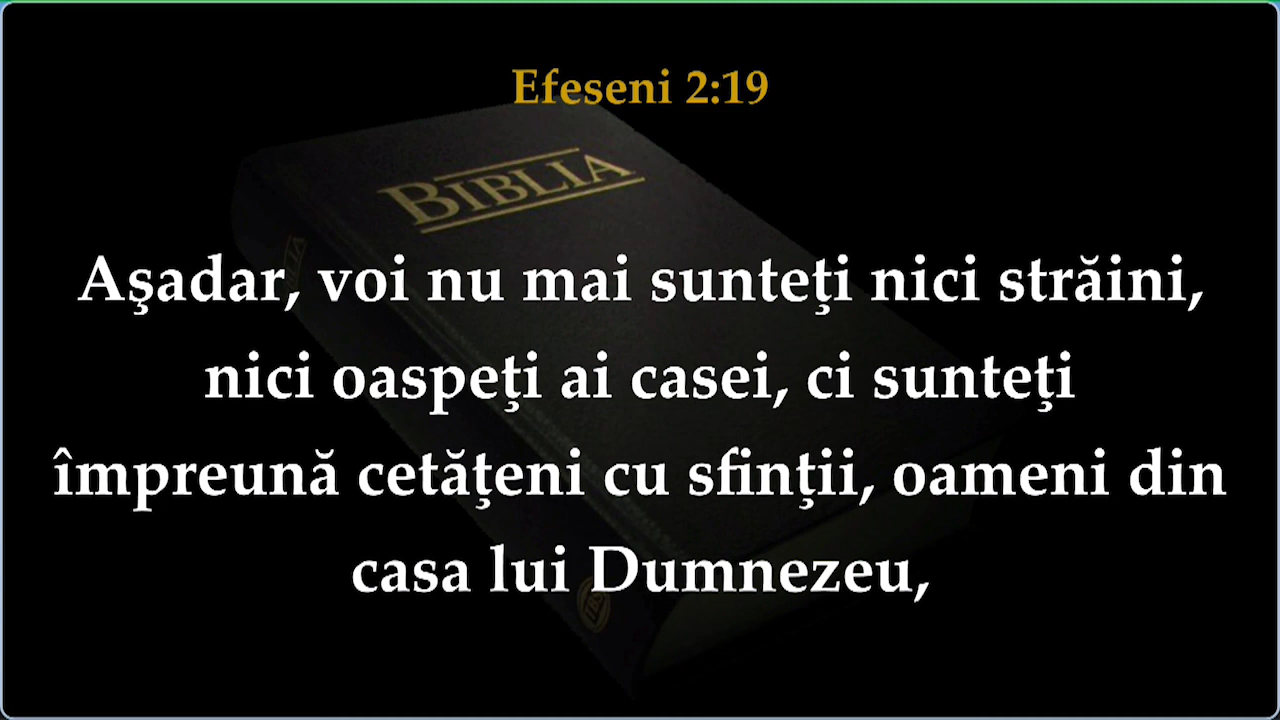 Efeseni 2:19
BIBLIA
Aşadar, voi nu mai sunteţi nici străini,
nici oaspeţi ai casei, ci sunteţi
împreună cetăţeni cu sfinţii, oameni din
casa lui Dumnezeu,